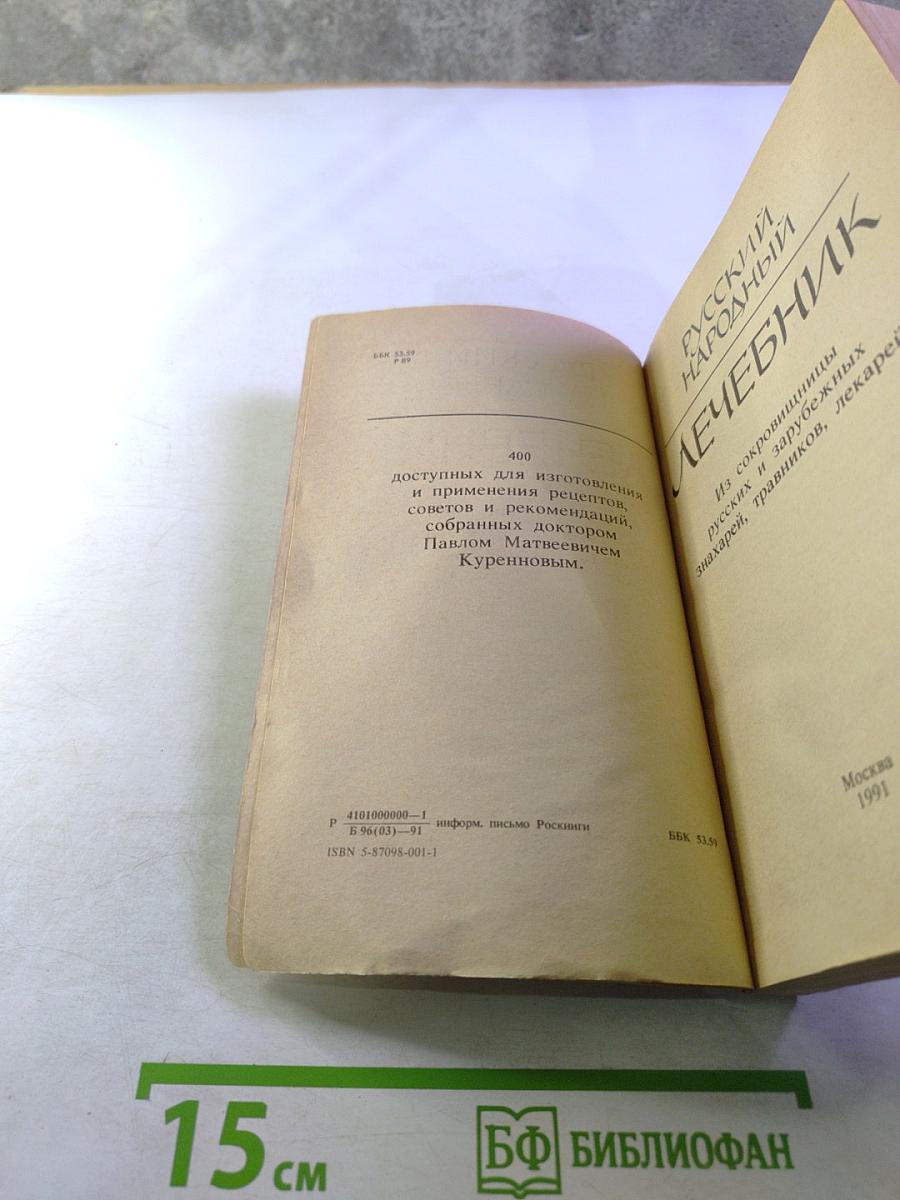 ББК 53.59
Р 89
400
доступных для изготовления
и применения рецептов,
советов и рекомендаций,
собранных доктором
Павлом Матвеевичем
Куренновым.
Р 4101000000—1
Б 96(03)—91 информ. письмо Роскниги
ББК 53.59
ISBN 5-87098-001-1
РУССКИЙ
НАРОДНЫЙ
ЛЕЧЕБНИК
Из сокровищницы
русских и зарубежных
знахарей, травников, лекарей
Москва
1991
15 см
БФ БИБЛИОФАН